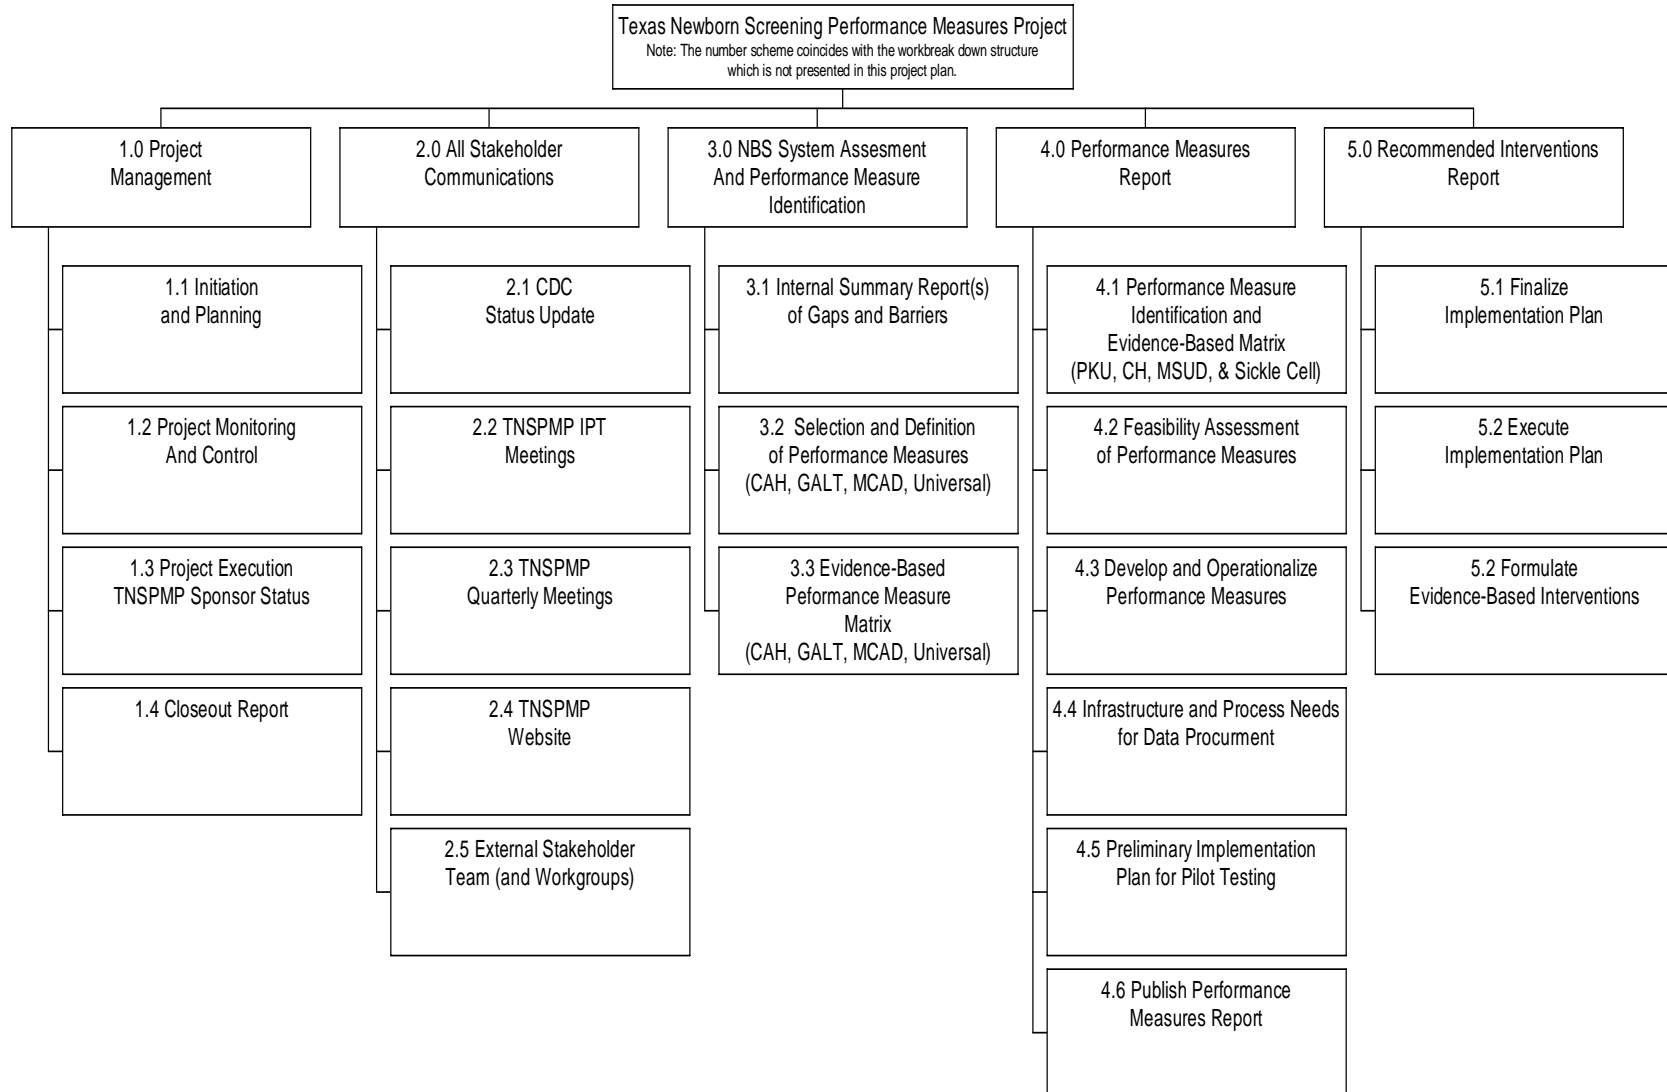 Texas Newborn Screening Performance Measures Project
Note: The number scheme coincides with the workbreak down structure
which is not presented in this project plan.
1.0 Project
Management
1.1 Initiation
and Planning
1.2 Project Monitoring
And Control
1.3 Project Execution
TNSPMP Sponsor Status
1.4 Closeout Report
2.0 All Stakeholder
Communications
2.1 CDC
Status Update
2.2 TNSPMP IPT
Meetings
2.3 TNSPMP
Quarterly Meetings
2.4 TNSPMP
Website
2.5 External Stakeholder
Team (and Workgroups)
3.0 NBS System Assesment
And Performance Measure
Identification
3.1 Internal Summary Report(s)
of Gaps and Barriers
3.2 Selection and Definition
of Performance Measures
(CAH, GALT, MCAD, Universal)
3.3 Evidence-Based
Peformance Measure
Matrix
(CAH, GALT, MCAD, Universal)
4.0 Performance Measures
Report
4.1 Performance Measure
Identification and
Evidence-Based Matrix
(PKU, CH, MSUD, & Sickle Cell)
4.2 Feasibility Assessment
of Performance Measures
4.3 Develop and Operationalize
Performance Measures
4.4 Infrastructure and Process Needs
for Data Procurment
4.5 Preliminary Implementation
Plan for Pilot Testing
4.6 Publish Performance
Measures Report
5.0 Recommended Interventions
Report
5.1 Finalize
Implementation Plan
5.2 Execute
Implementation Plan
5.2 Formulate
Evidence-Based Interventions